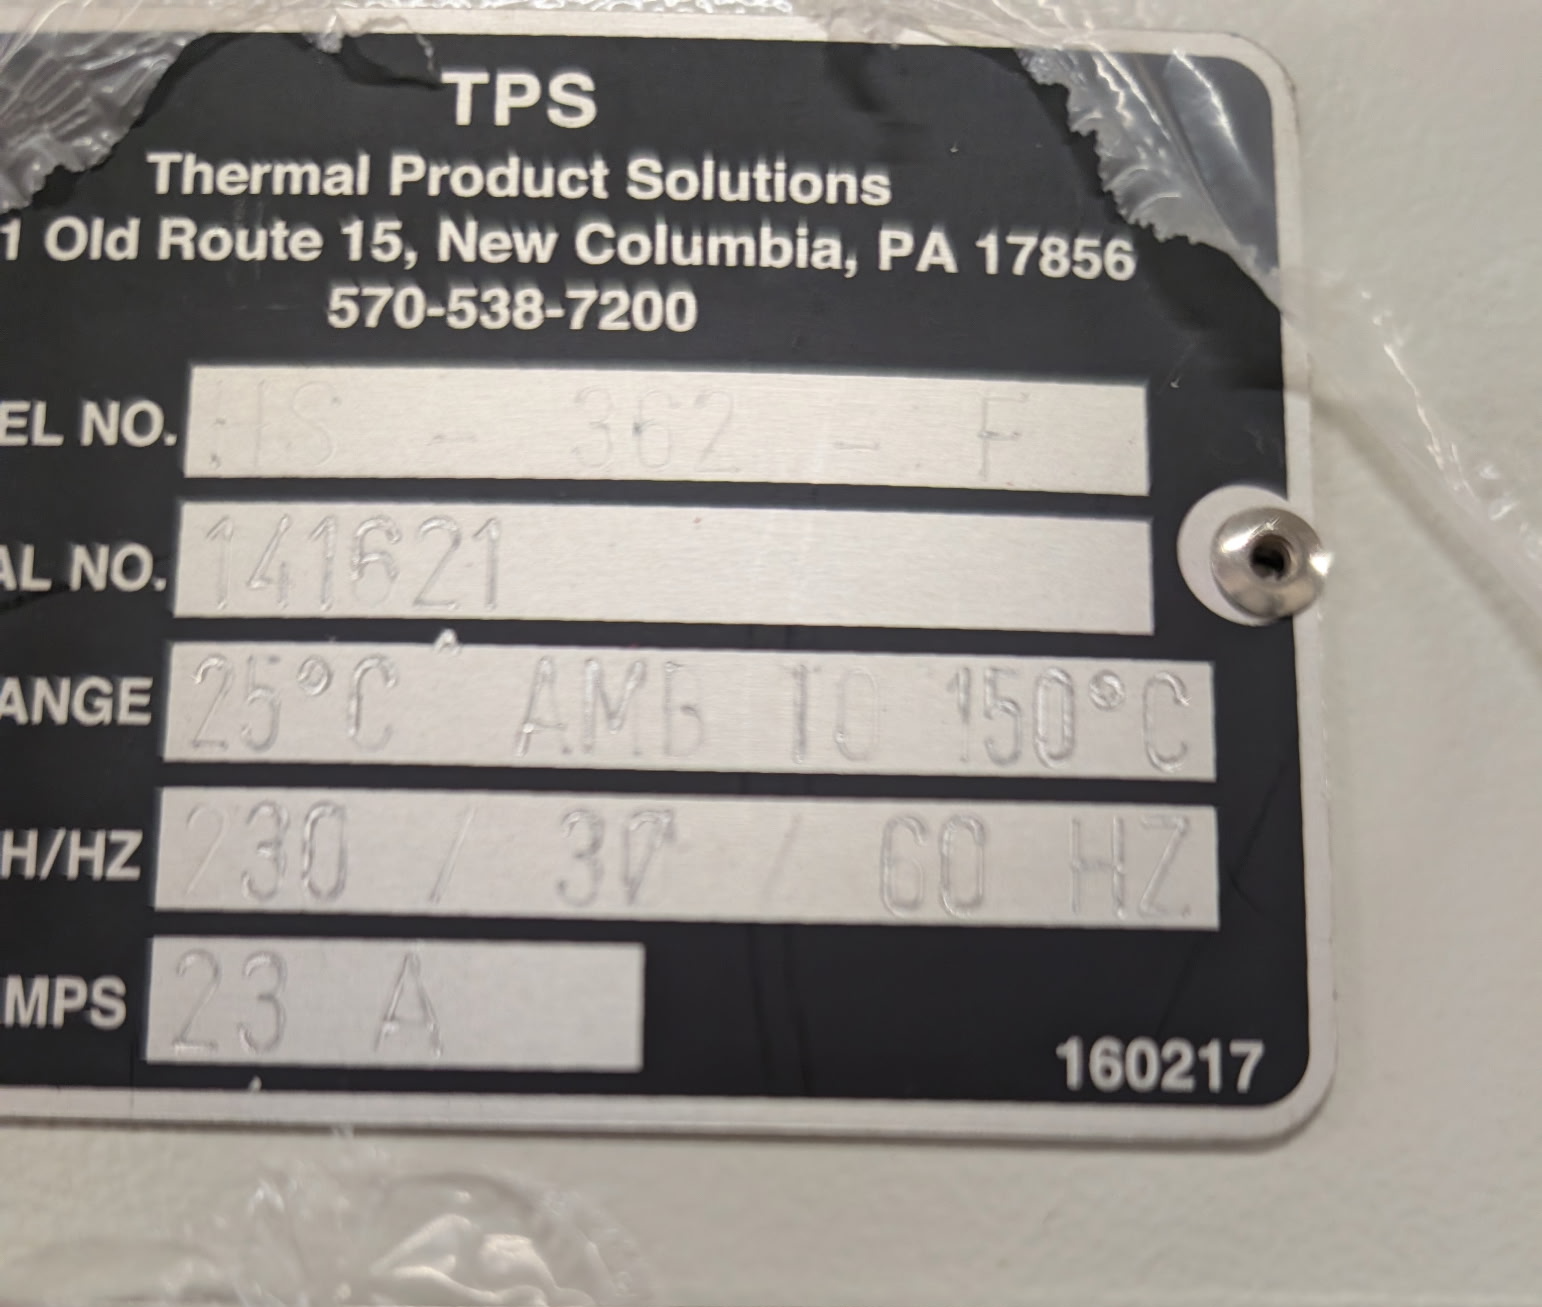 TPS
Thermal Product Solutions
1 Old Route 15, New Columbia, PA 17856
570-538-7200
EL NO. HS - 362 - F
AL NO. 141621
ANGE 25°C AMB TO 150°C
H/HZ 230 / 3Ø / 60 HZ
MPS 23 A
160217